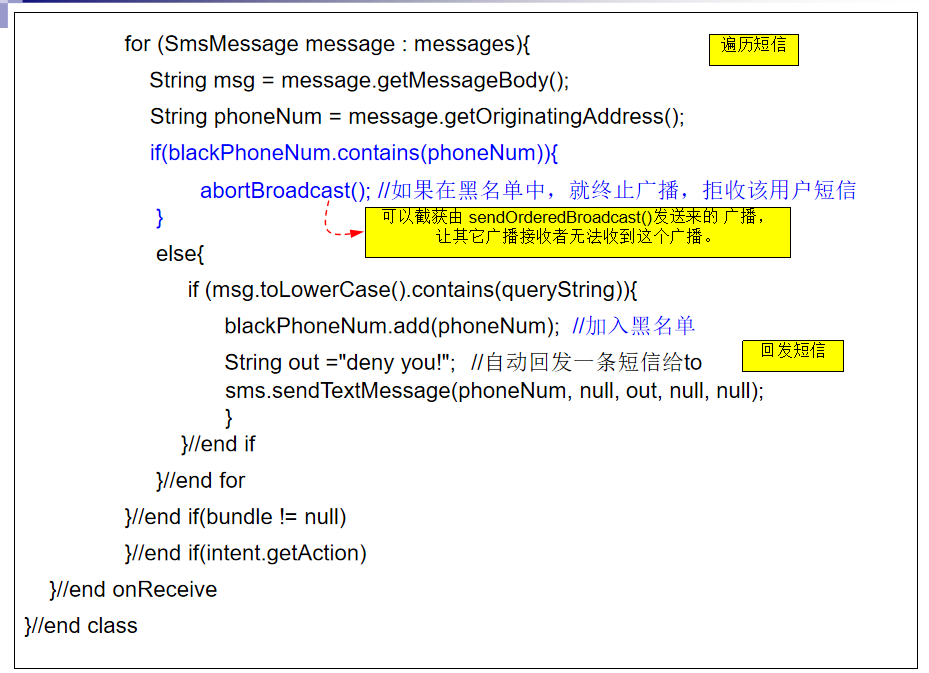 for (SmsMessage message : messages){
遍历短信
String msg = message.getMessageBody();
String phoneNum = message.getOriginatingAddress();
if(blackPhoneNum.contains(phoneNum)){
abortBroadcast(); //如果在黑名单中，就终止广播，拒收该用户短信
}
可以截获由 sendOrderedBroadcast()发送来的 广播，
让其它广播接收者无法收到这个广播。
else{
if (msg.toLowerCase().contains(queryString)){
blackPhoneNum.add(phoneNum); //加入黑名单
String out ="deny you!"; //自动回发一条短信给to
回发短信
sms.sendTextMessage(phoneNum, null, out, null, null);
}
}//end if
}//end for
}//end if(bundle != null)
}//end if(intent.getAction)
}//end onReceive
}//end class